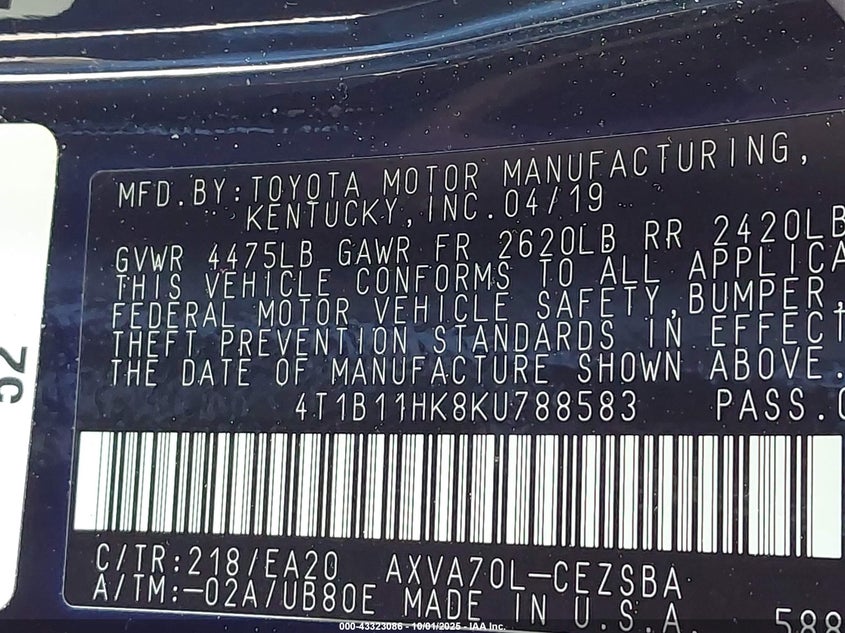 52
MFD.BY:TOYOTA MOTOR MANUFACTURING,
KENTUCKY,INC.04/19
GVWR 4475LB GAWR FR 2620LB RR 2420LB
THIS VEHICLE CONFORMS TO ALL APPLICA
FEDERAL MOTOR VEHICLE SAFETY,BUMPER,
THEFT PREVENTION STANDARDS IN EFFECT
THE DATE OF MANUFACTURE SHOWN ABOVE.
4T1B11HK8KU788583 PASS.C
C/TR:218/EA20 AXVA70L-CEZSBA
A/TM:-02A/UB80E MADE IN U.S.A. 588
000-43323086 - 10/01/2025 - IAA Inc.